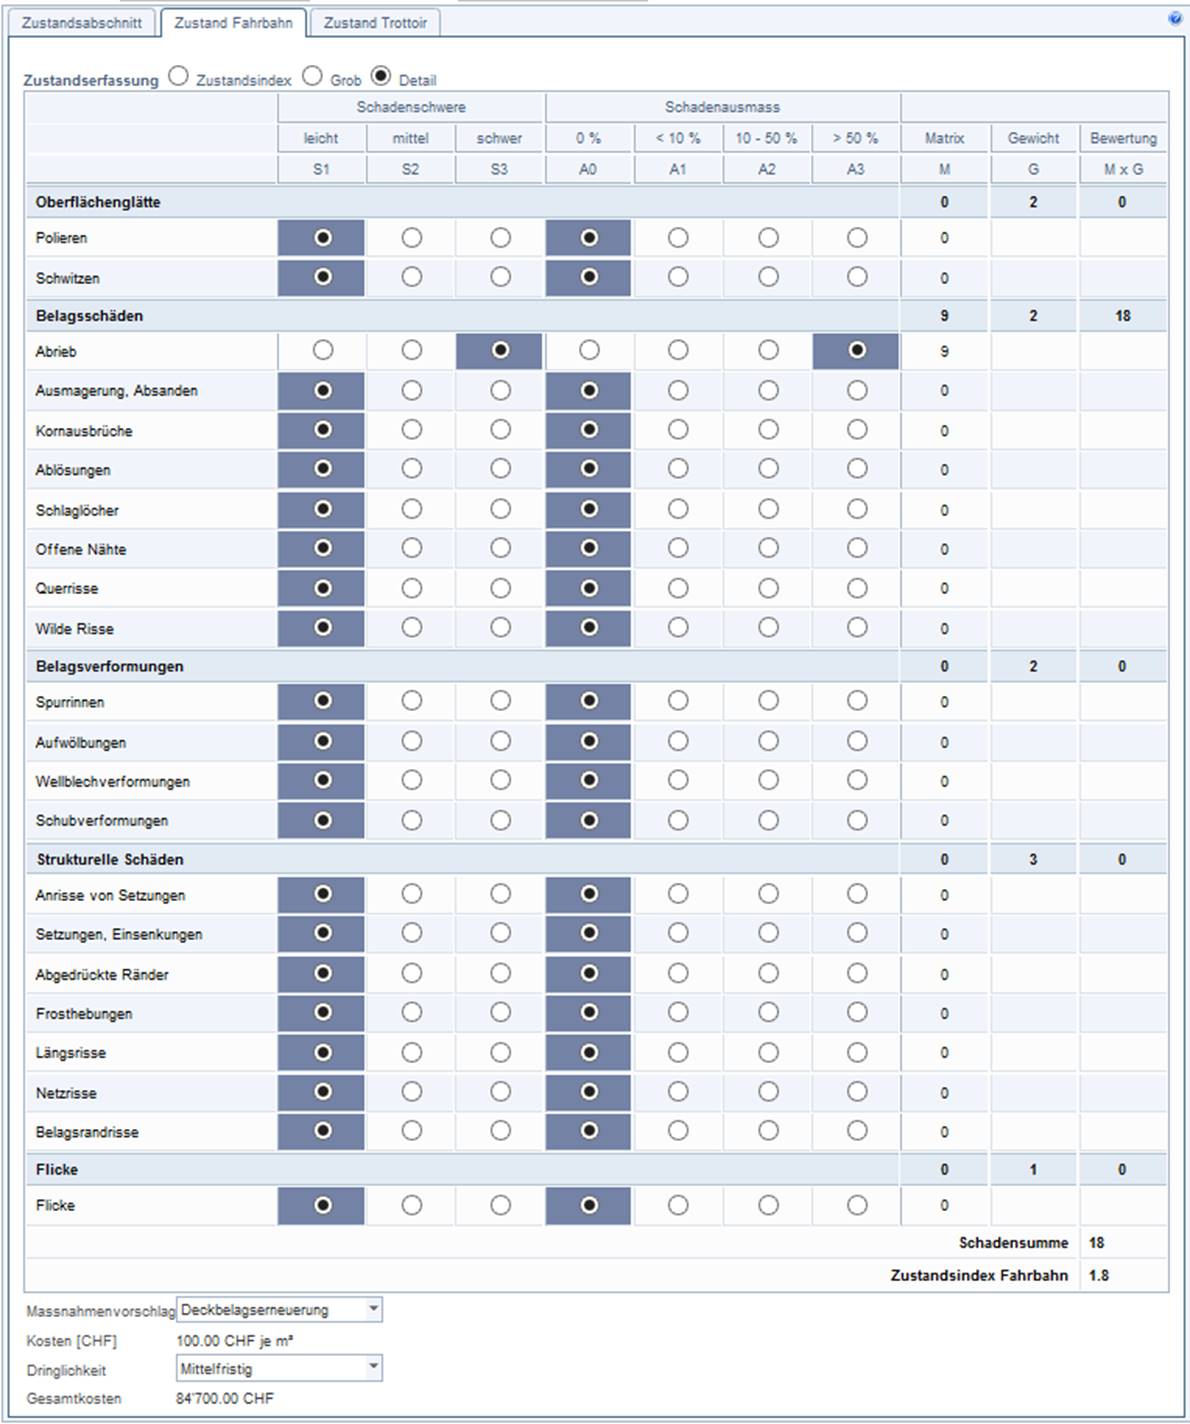 Zustandsabschnitt Zustand Fahrbahn Zustand Trottoir
Zustandserfassung Zustandsindex Grob Detail
Schadenschwere Schadenausmass
leicht mittel schwer 0 % < 10 % 10 - 50 % > 50 % Matrix Gewicht Bewertung
S1 S2 S3 A0 A1 A2 A3 M G M x G
Oberflächenglätte 0 2 0
Polieren 0
Schwitzen 0
Belagsschäden 9 2 18
Abrieb 9
Ausmagerung, Absanden 0
Kornausbrüche 0
Ablösungen 0
Schlaglöcher 0
Offene Nähte 0
Querrisse 0
Wilde Risse 0
Belagsverformungen 0 2 0
Spurrinnen 0
Aufwölbungen 0
Wellblechverformungen 0
Schubverformungen 0
Strukturelle Schäden 0 3 0
Anrisse von Setzungen 0
Setzungen, Einsenkungen 0
Abgedrückte Ränder 0
Frosthebungen 0
Längsrisse 0
Netzrisse 0
Belagsrandrisse 0
Flicke 0 1 0
Flicke 0
Schadensumme 18
Zustandsindex Fahrbahn 1.8
Massnahmenvorschlag Deckbelagserneuerung
Kosten [CHF] 100.00 CHF je m²
Dringlichkeit Mittelfristig
Gesamtkosten 84'700.00 CHF